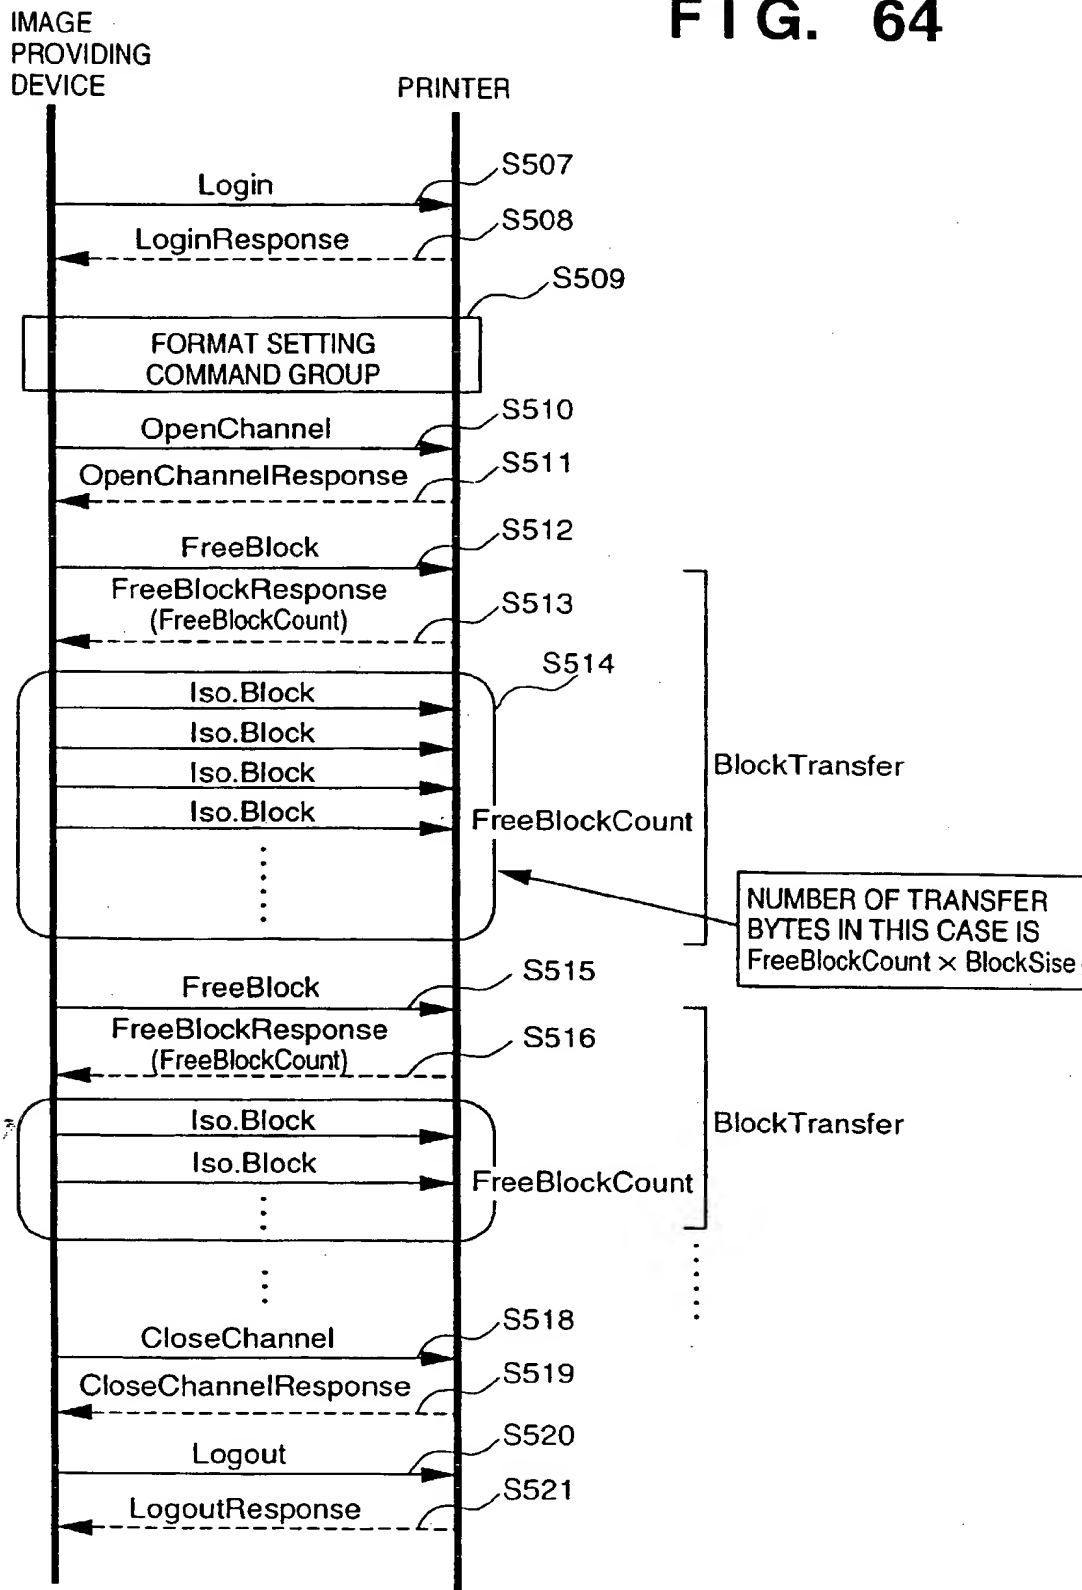 FIG. 64
IMAGE
PROVIDING
DEVICE
PRINTER
Login
S507
LoginResponse
S508
S509
FORMAT SETTING
COMMAND GROUP
OpenChannel
S510
OpenChannelResponse
S511
FreeBlock
S512
FreeBlockResponse
(FreeBlockCount)
S513
S514
Iso.Block
Iso.Block
Iso.Block
Iso.Block
FreeBlockCount
BlockTransfer
NUMBER OF TRANSFER
BYTES IN THIS CASE IS
FreeBlockCount × BlockSise
FreeBlock
S515
FreeBlockResponse
(FreeBlockCount)
S516
Iso.Block
Iso.Block
FreeBlockCount
BlockTransfer
CloseChannel
S518
CloseChannelResponse
S519
Logout
S520
LogoutResponse
S521